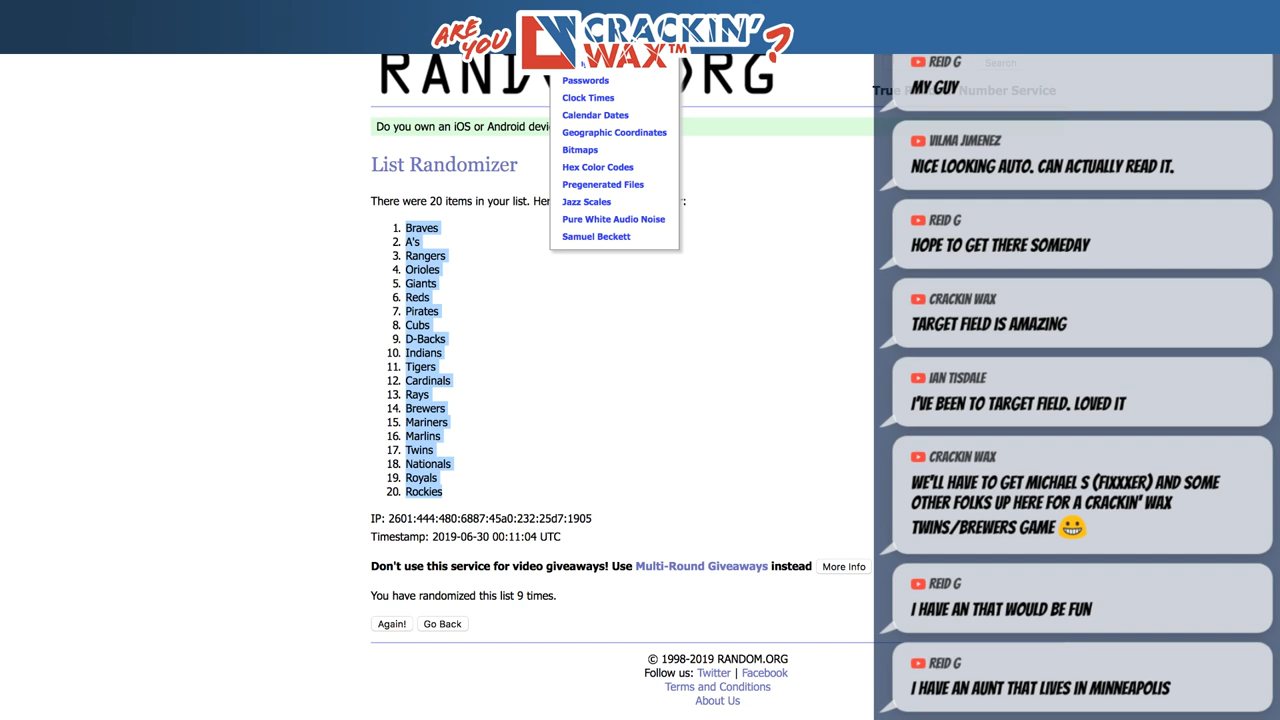 ARE YOU CRACKIN' WAX™ ?
RANDOM.ORG
Search
True Random Number Service
Passwords
Clock Times
Calendar Dates
Geographic Coordinates
Bitmaps
Hex Color Codes
Pregenerated Files
Jazz Scales
Pure White Audio Noise
Samuel Beckett
Do you own an iOS or Android devi
List Randomizer
There were 20 items in your list. Her :
1. Braves
2. A's
3. Rangers
4. Orioles
5. Giants
6. Reds
7. Pirates
8. Cubs
9. D-Backs
10. Indians
11. Tigers
12. Cardinals
13. Rays
14. Brewers
15. Mariners
16. Marlins
17. Twins
18. Nationals
19. Royals
20. Rockies
IP: 2601:444:480:6887:45a0:232:25d7:1905
Timestamp: 2019-06-30 00:11:04 UTC
Don't use this service for video giveaways! Use Multi-Round Giveaways instead More Info
You have randomized this list 9 times.
Again! Go Back
© 1998-2019 RANDOM.ORG
Follow us: Twitter | Facebook
Terms and Conditions
About Us
REID G
MY GUY
VILMA JIMENEZ
NICE LOOKING AUTO. CAN ACTUALLY READ IT.
REID G
HOPE TO GET THERE SOMEDAY
CRACKIN WAX
TARGET FIELD IS AMAZING
IAN TISDALE
I'VE BEEN TO TARGET FIELD. LOVED IT
CRACKIN WAX
WE'LL HAVE TO GET MICHAEL S (FIXXXER) AND SOME
OTHER FOLKS UP HERE FOR A CRACKIN' WAX
TWINS/BREWERS GAME 😀
REID G
I HAVE AN THAT WOULD BE FUN
REID G
I HAVE AN AUNT THAT LIVES IN MINNEAPOLIS